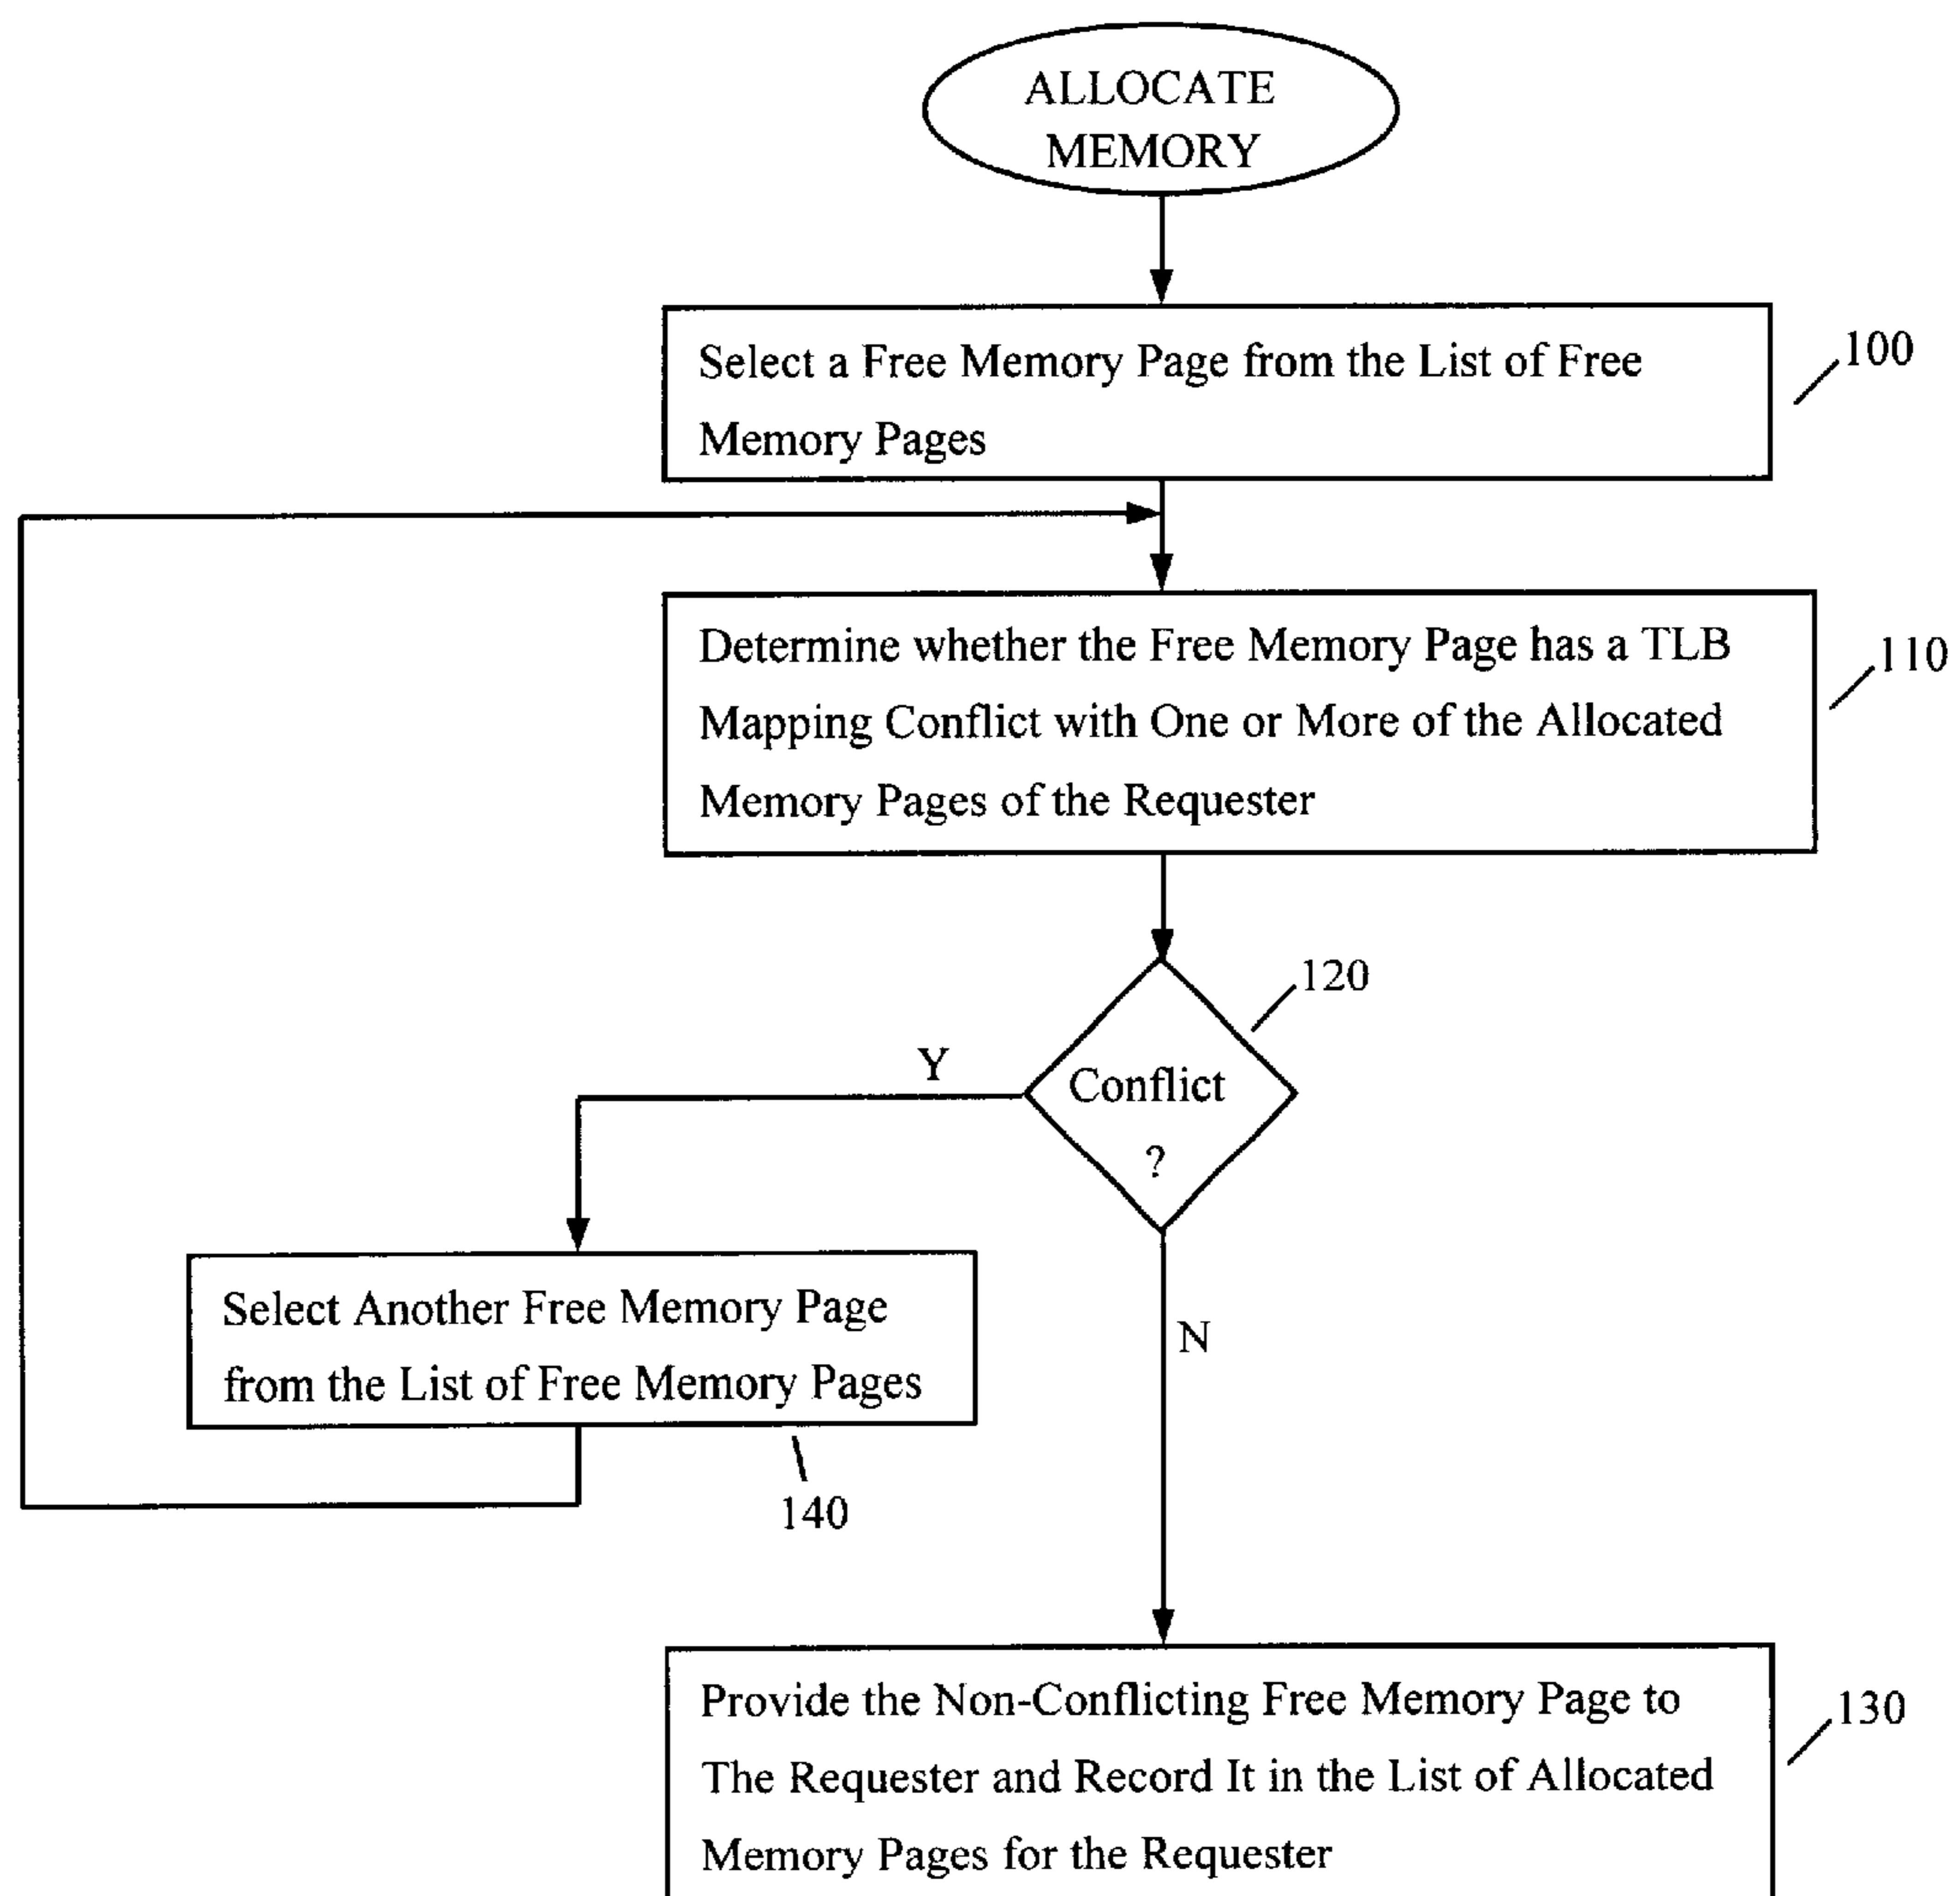 ALLOCATE
MEMORY
Select a Free Memory Page from the List of Free
Memory Pages
100
Determine whether the Free Memory Page has a TLB
Mapping Conflict with One or More of the Allocated
Memory Pages of the Requester
110
120
Conflict
?
Y
N
Select Another Free Memory Page
from the List of Free Memory Pages
140
Provide the Non-Conflicting Free Memory Page to
The Requester and Record It in the List of Allocated
Memory Pages for the Requester
130